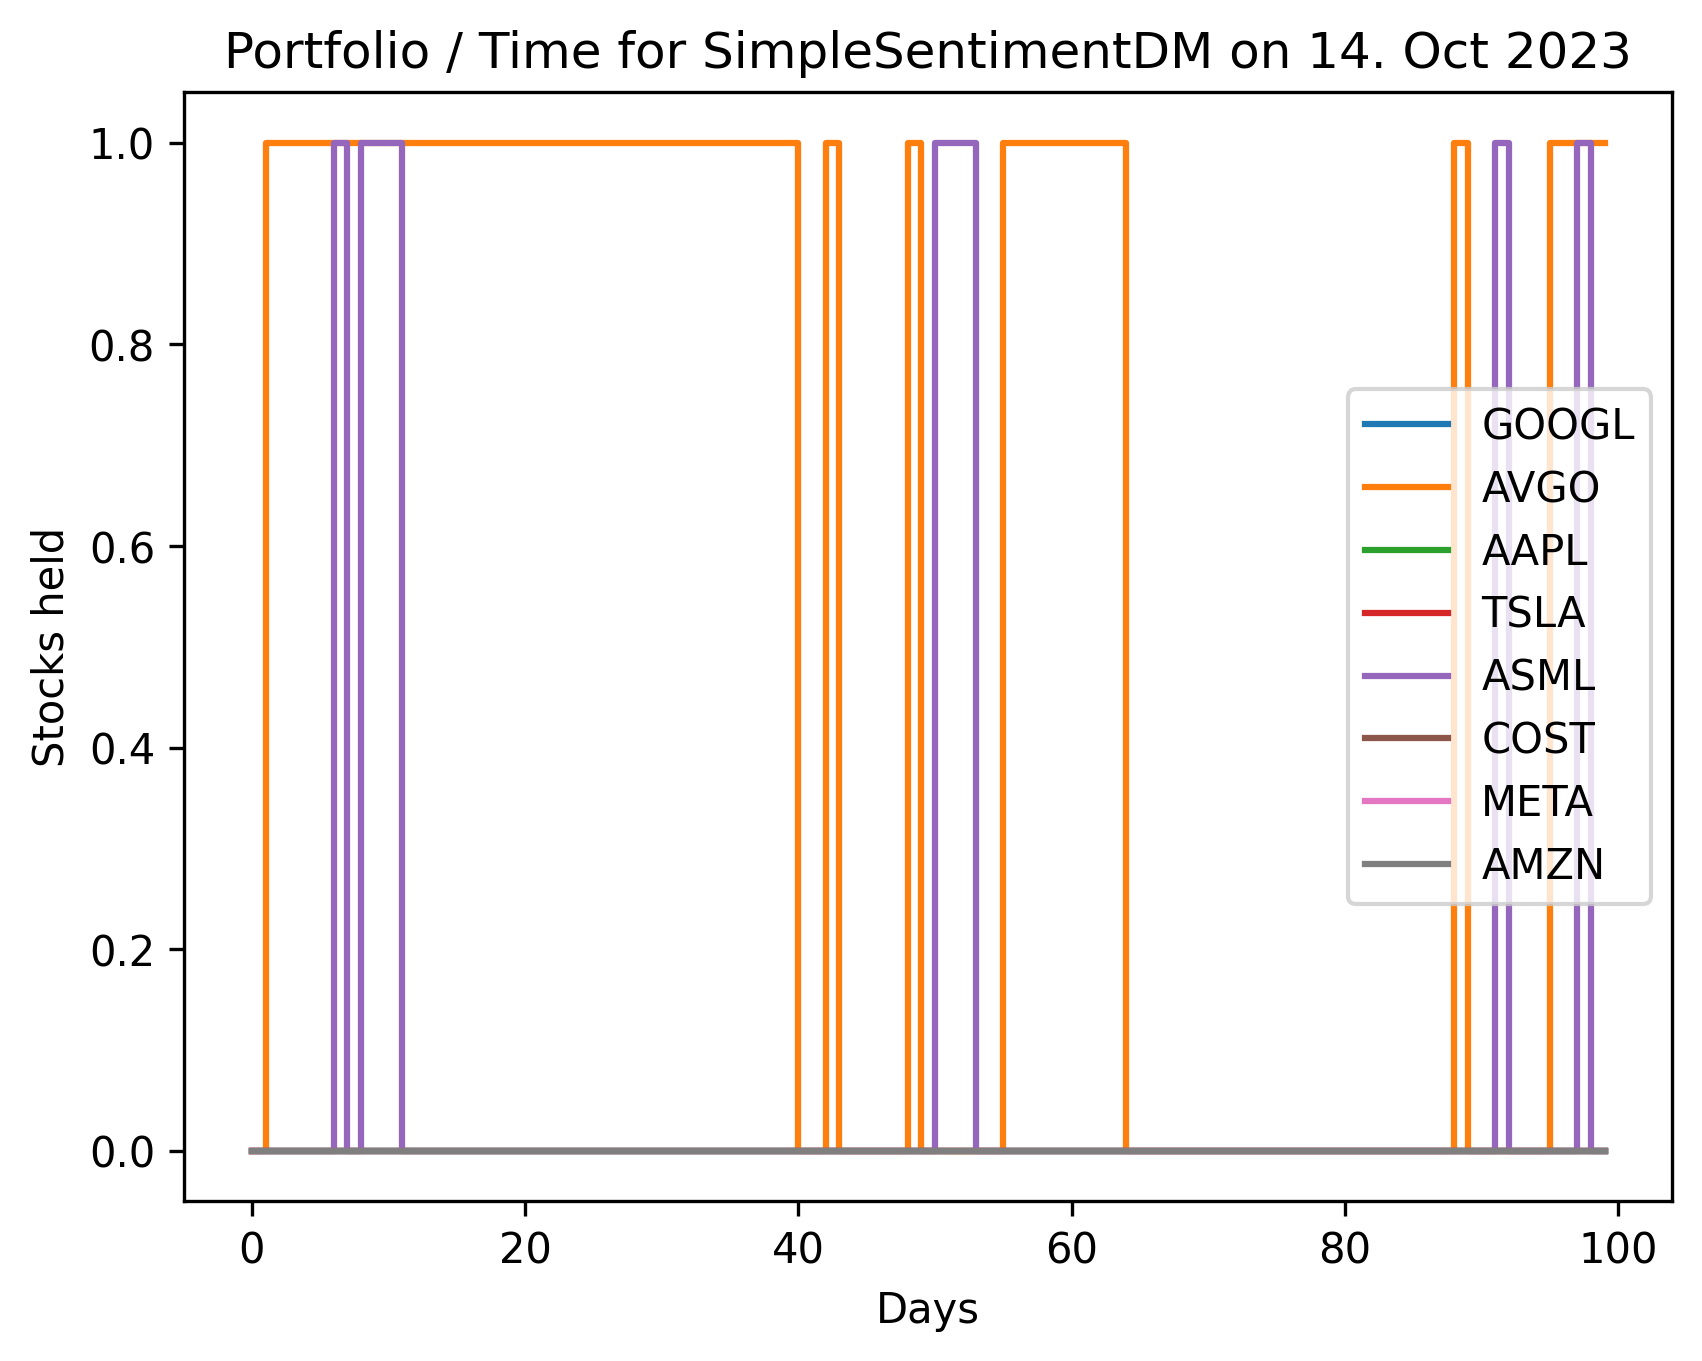 Portfolio / Time for SimpleSentimentDM on 14. Oct 2023
Stocks held
1.0
0.8
0.6
0.4
0.2
0.0
GOOGL
AVGO
AAPL
TSLA
ASML
COST
META
AMZN
0 20 40 60 80 100
Days